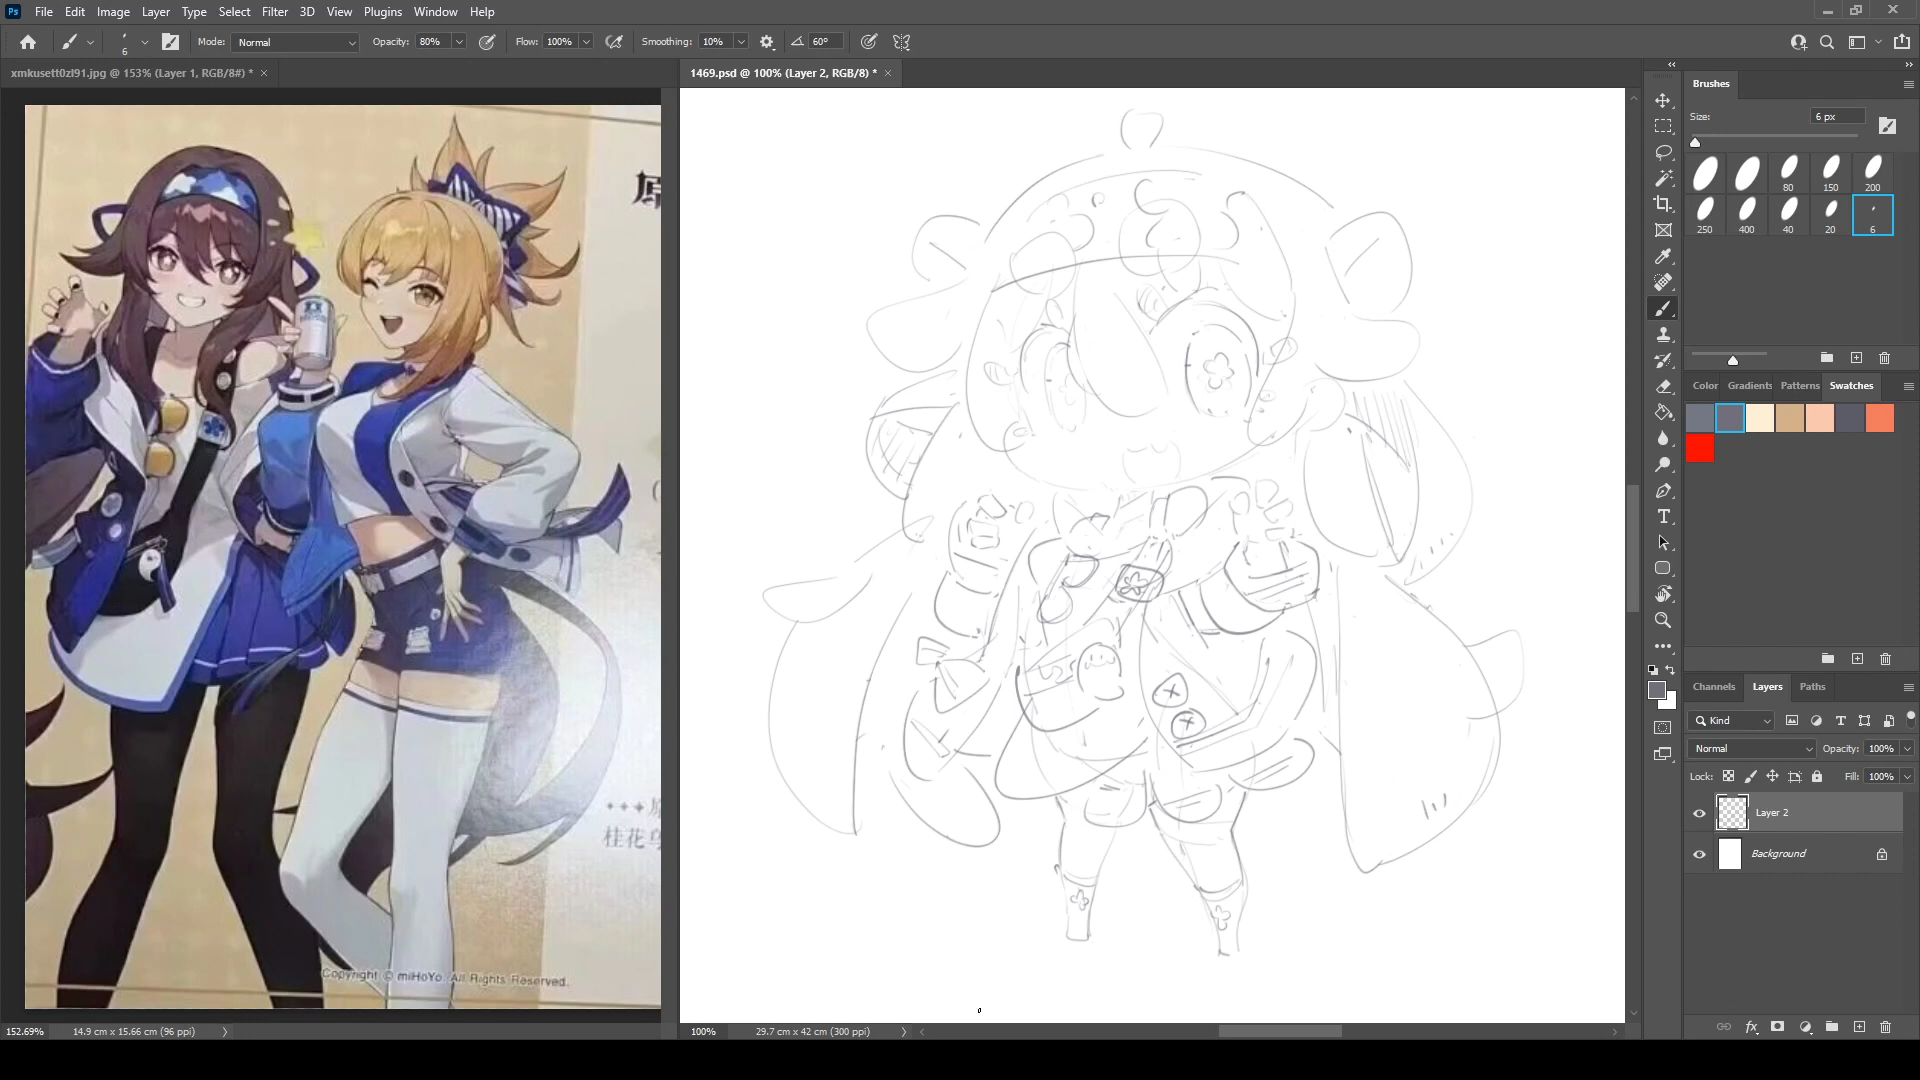 Ps File Edit Image Layer Type Select Filter 3D View Plugins Window Help
6 Mode: Normal Opacity: 80% Flow: 100% Smoothing: 10% 60°
xmkusett0zl91.jpg @ 153% (Layer 1, RGB/8#) *
1469.psd @ 100% (Layer 2, RGB/8) *
原
桂花
Copyright © miHoYo. All Rights Reserved.
152.69% 14.9 cm x 15.66 cm (96 ppi)
100% 29.7 cm x 42 cm (300 ppi)
Brushes
Size: 6 px
80 150 200
250 400 40 20 6
Color Gradients Patterns Swatches
Channels Layers Paths
Kind
Normal Opacity: 100%
Lock: Fill: 100%
Layer 2
Background
fx